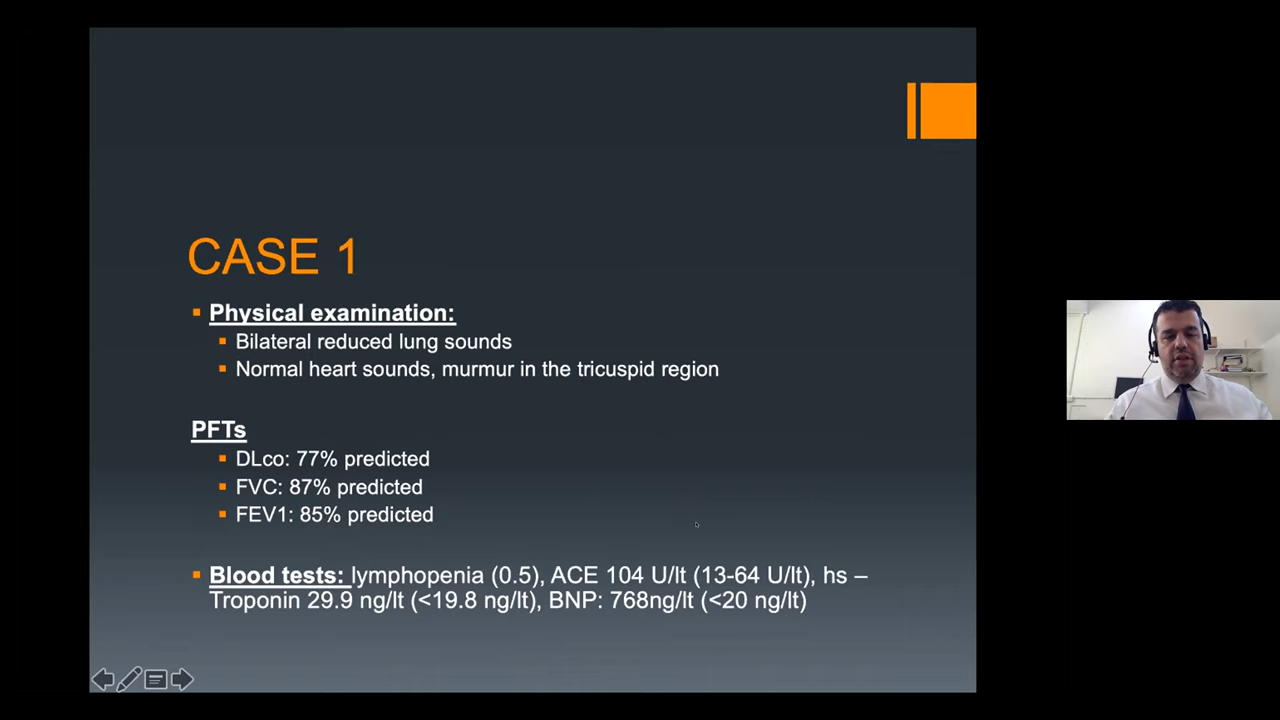 CASE 1
Physical examination:
Bilateral reduced lung sounds
Normal heart sounds, murmur in the tricuspid region
PFTs
DLco: 77% predicted
FVC: 87% predicted
FEV1: 85% predicted
Blood tests: lymphopenia (0.5), ACE 104 U/lt (13-64 U/lt), hs –
Troponin 29.9 ng/lt (<19.8 ng/lt), BNP: 768ng/lt (<20 ng/lt)